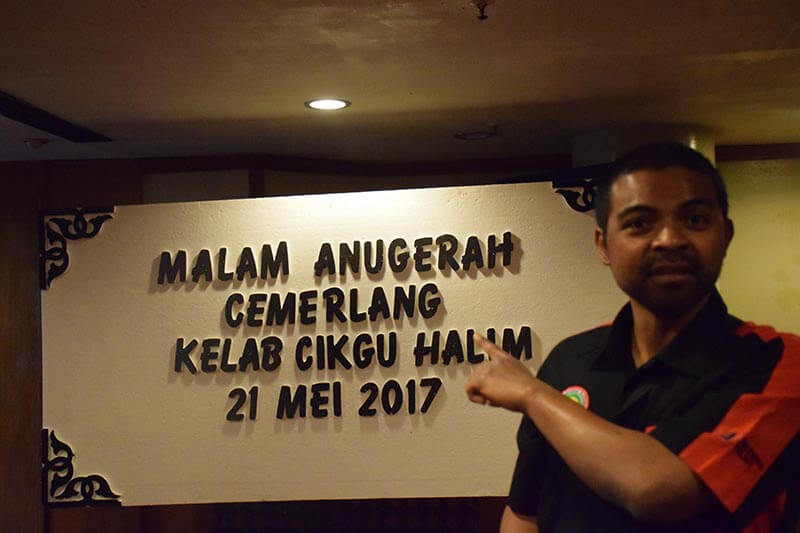 MALAM ANUGERAH
CEMERLANG
KELAB CIKGU HALIM
21 MEI 2017